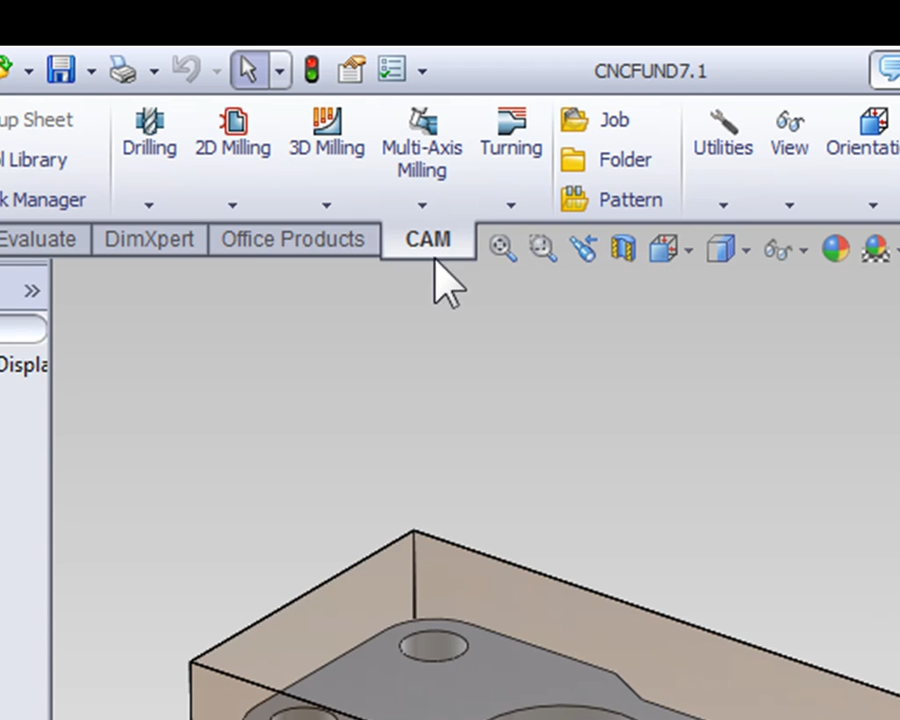 CNCFUND7.1
up Sheet
l Library
k Manager
Drilling
2D Milling
3D Milling
Multi-Axis
Milling
Turning
Job
Folder
Pattern
Utilities
View
Orientati
Evaluate
DimXpert
Office Products
CAM
Displa